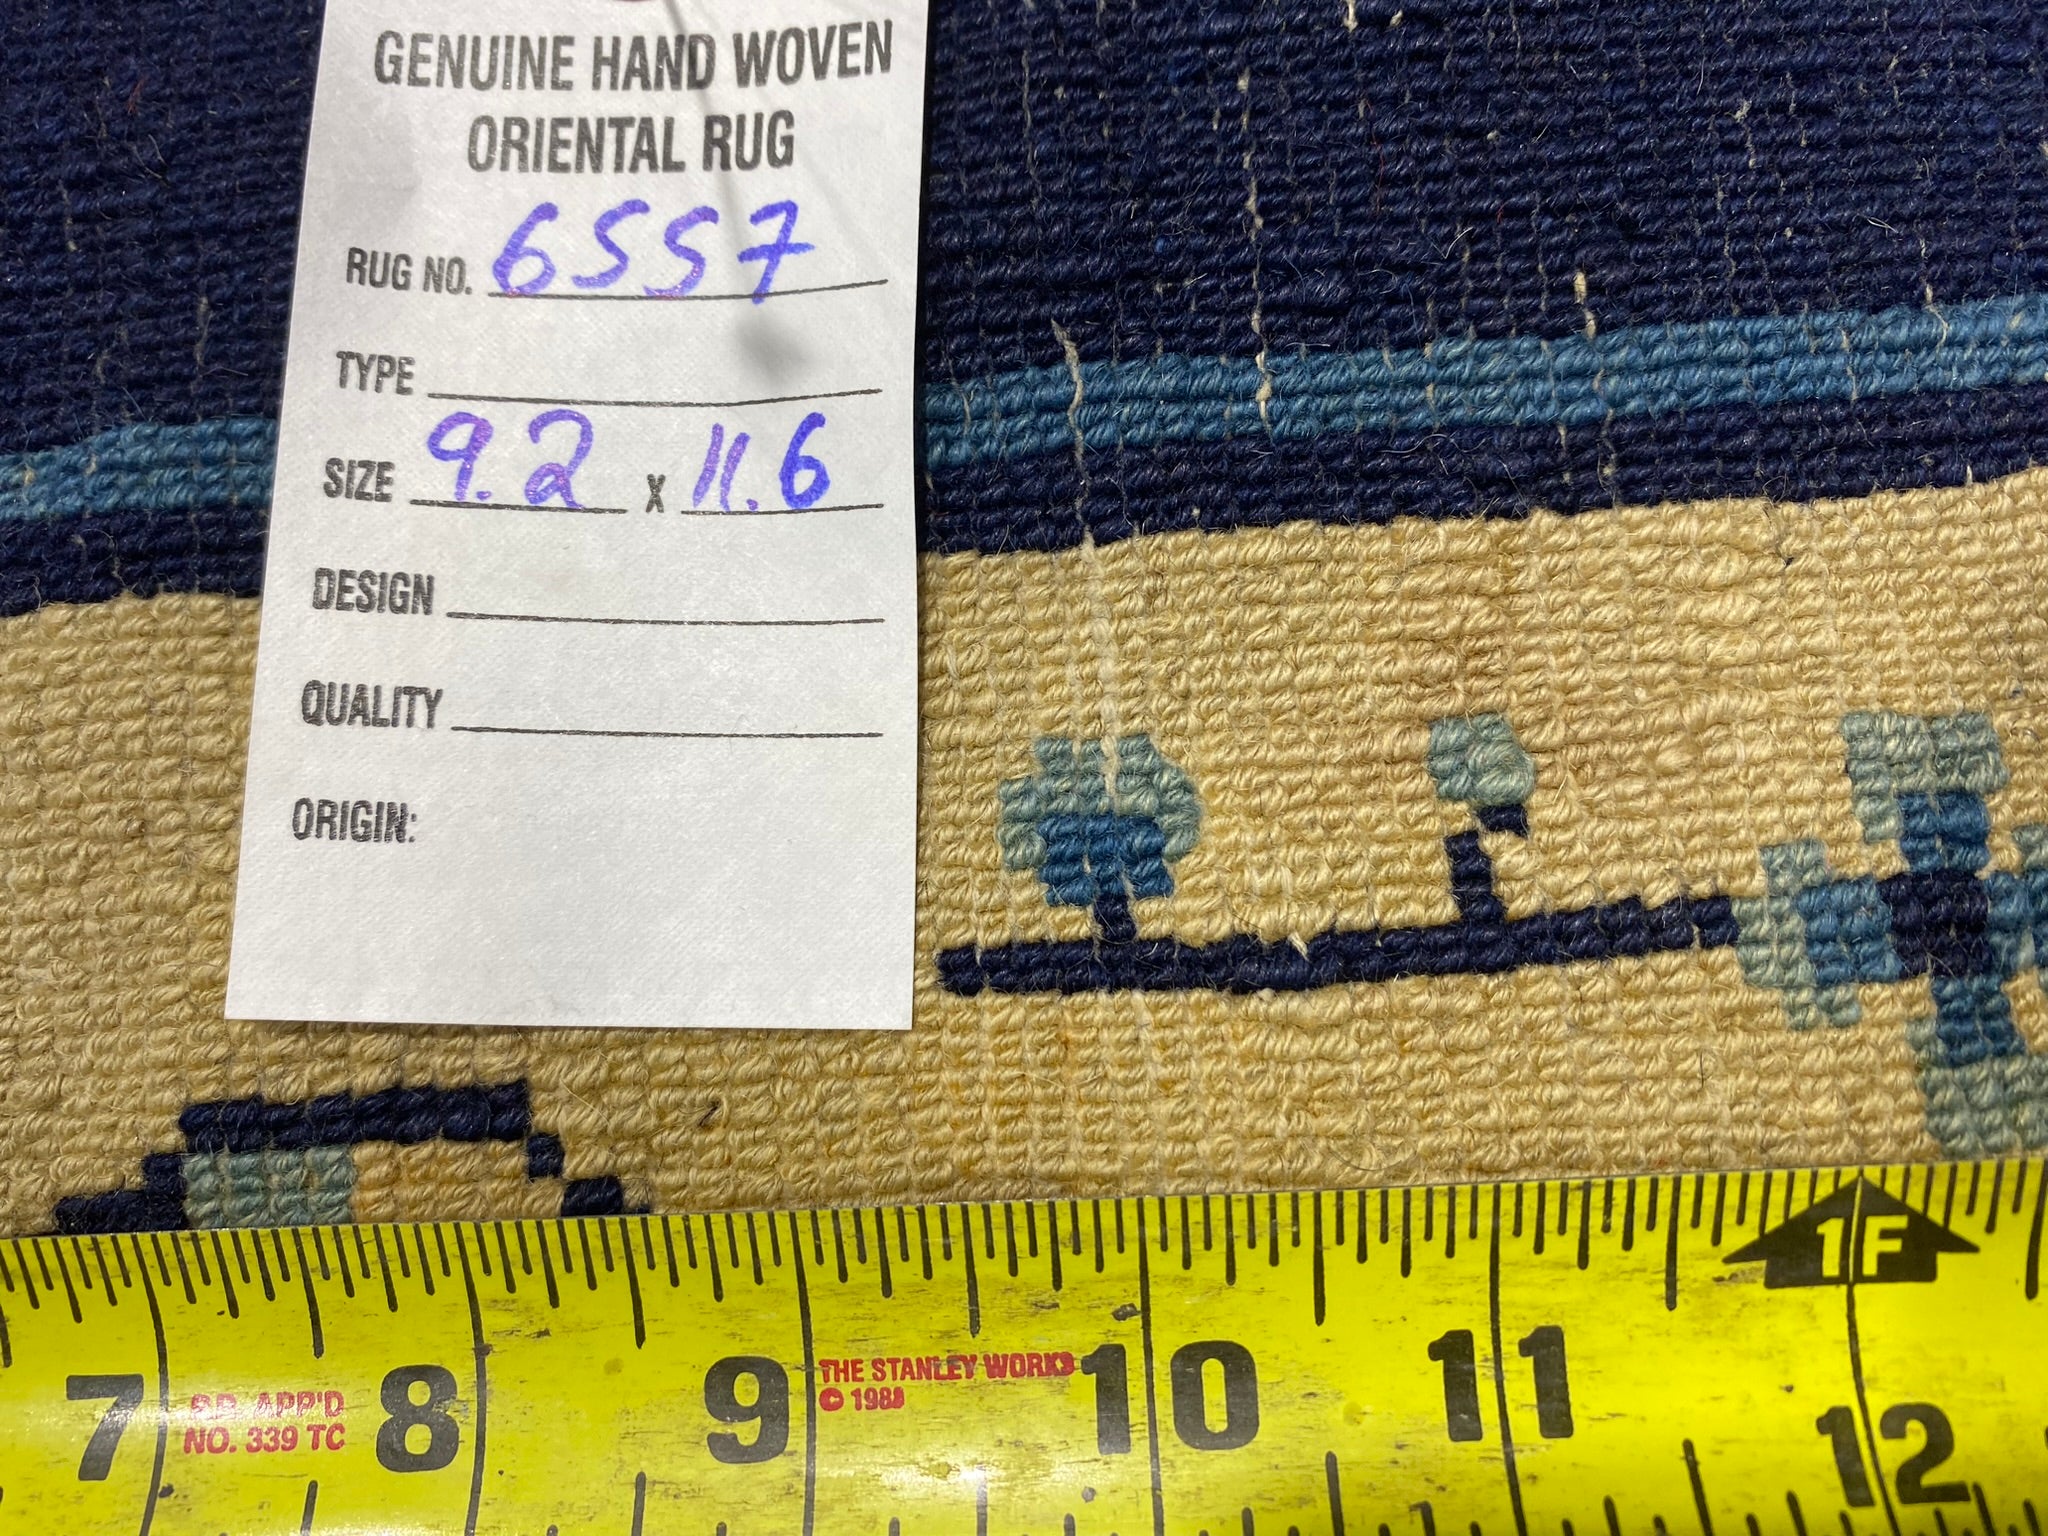 GENUINE HAND WOVEN
ORIENTAL RUG
RUG NO. 6557
TYPE
SIZE 9.2 x 11.6
DESIGN
QUALITY
ORIGIN:
1F
7 8 9 10 11 12
THE STANLEY WORKS
© 1988
P.P. APP'D
NO. 339 TC